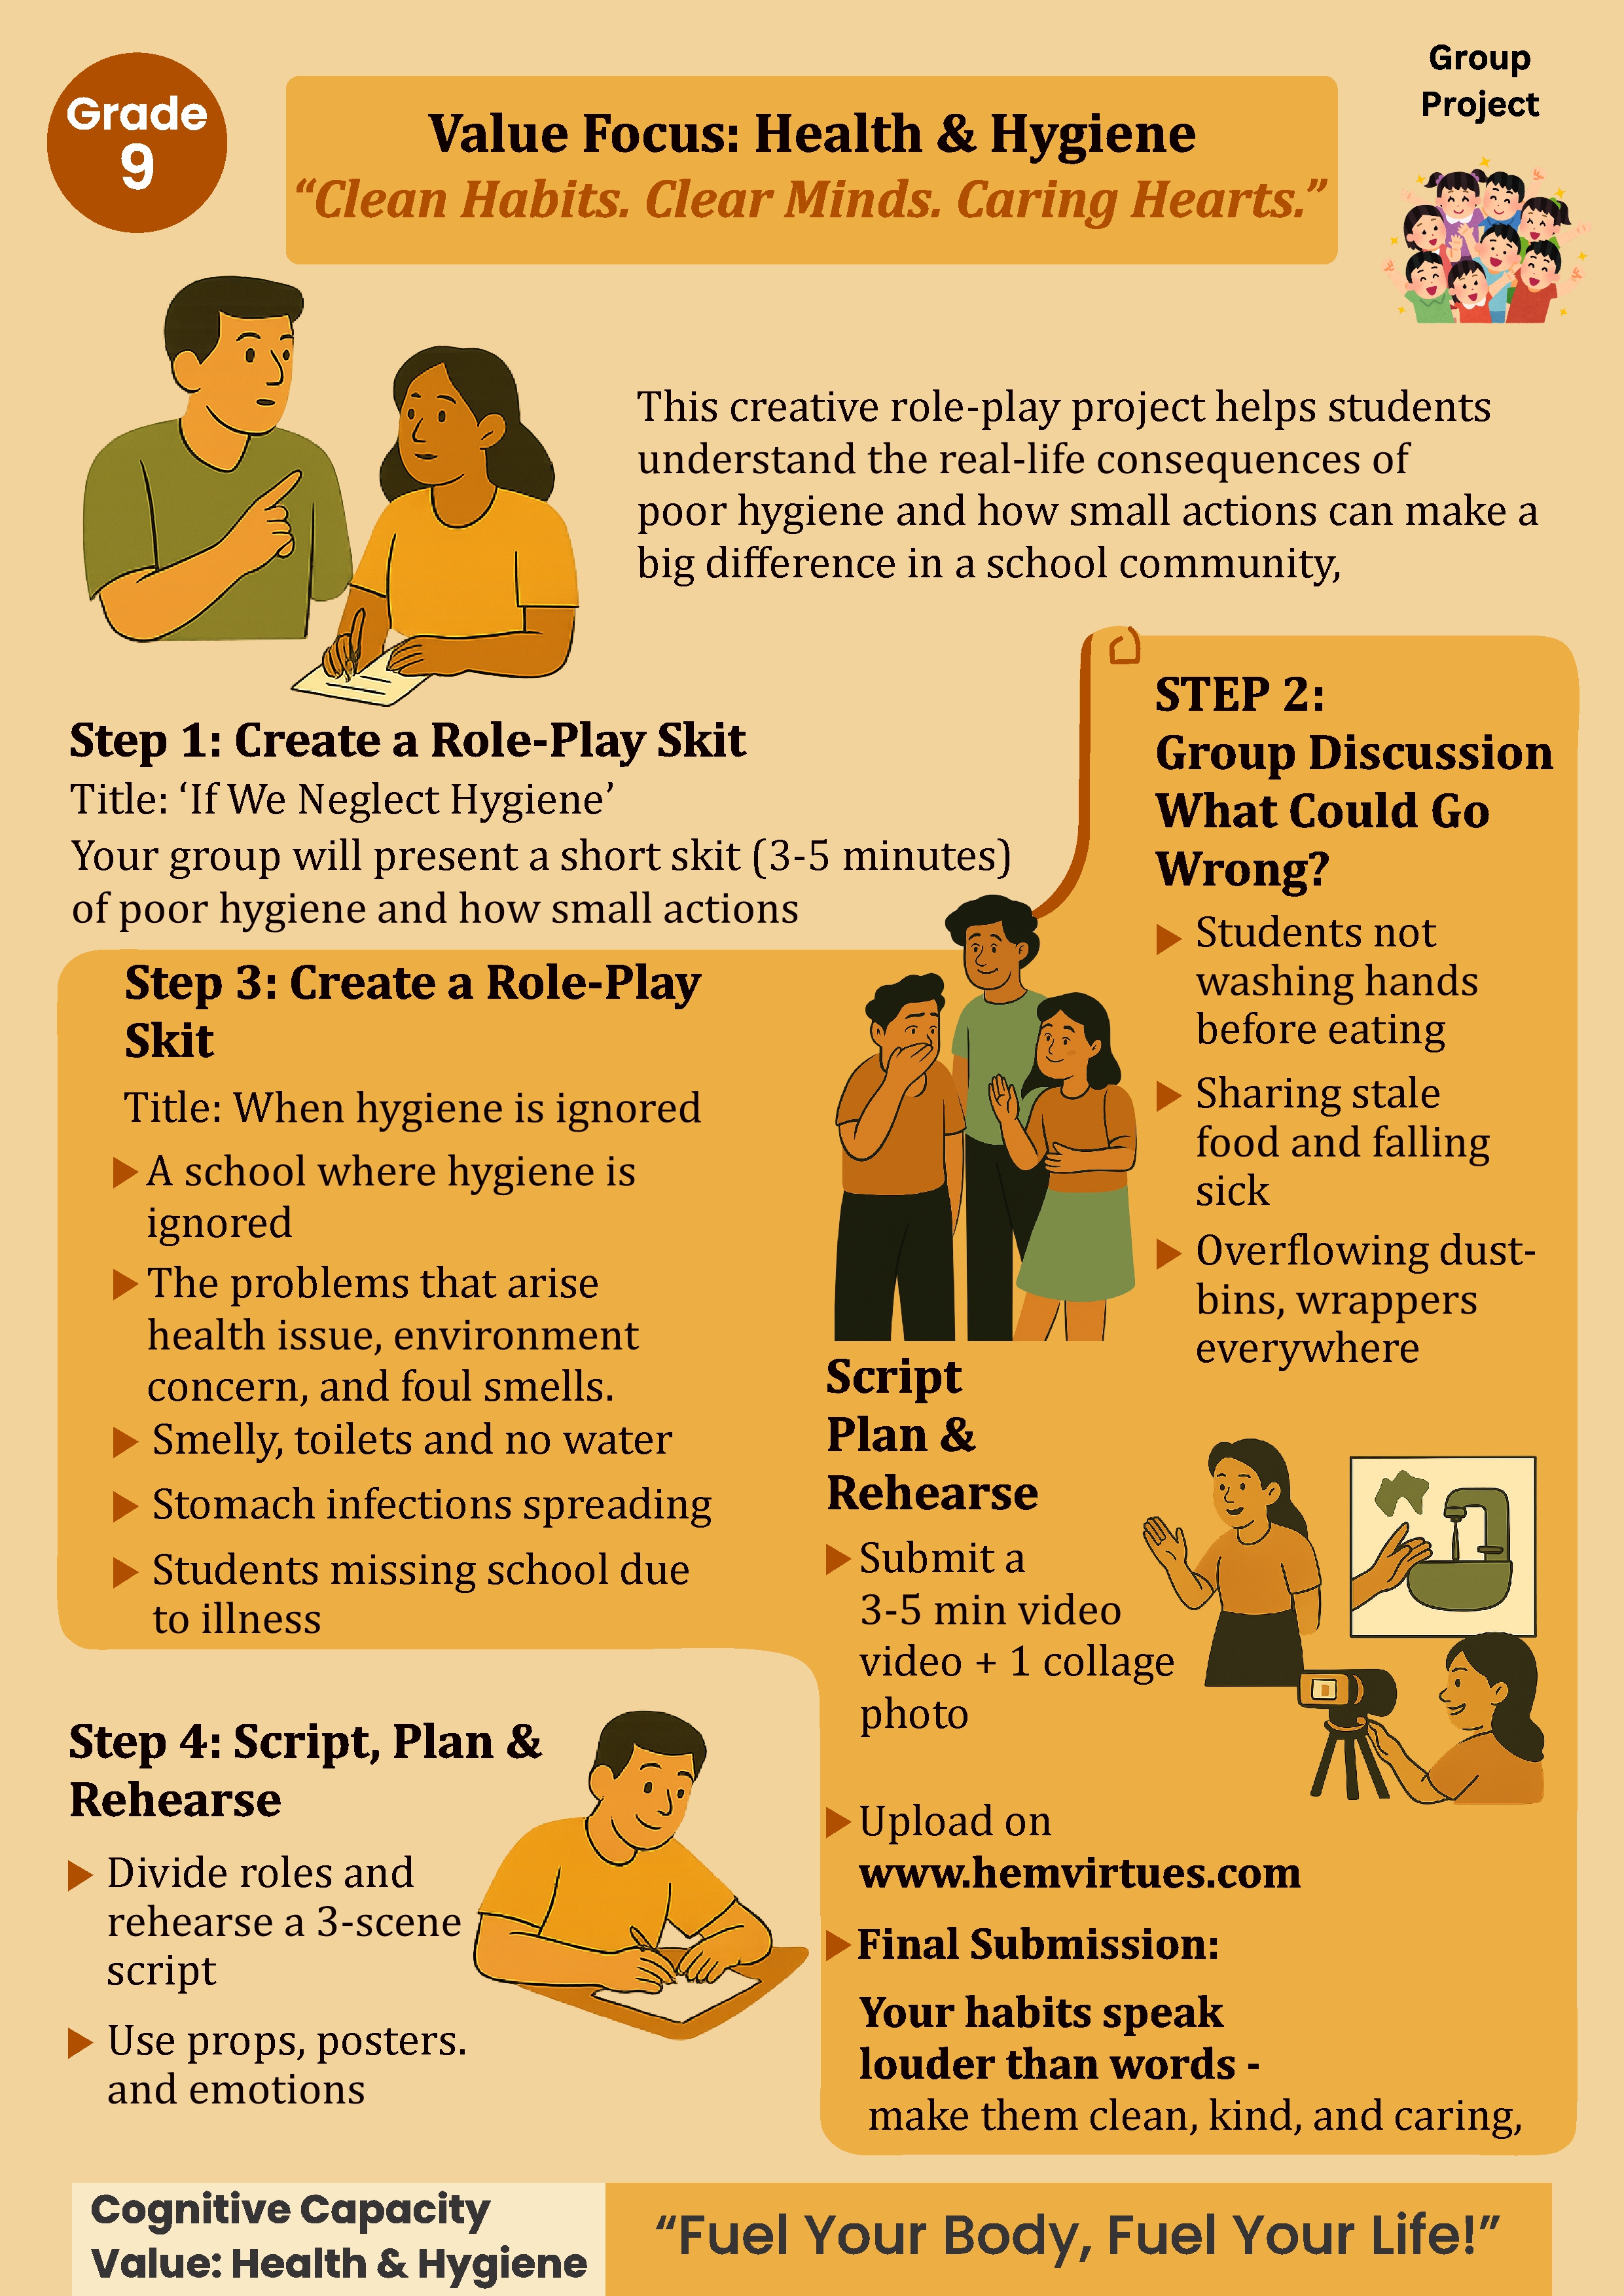 Grade
9
Value Focus: Health & Hygiene
“Clean Habits. Clear Minds. Caring Hearts.”
Group
Project
This creative role-play project helps students
understand the real-life consequences of
poor hygiene and how small actions can make a
big difference in a school community,
Step 1: Create a Role-Play Skit
Title: ‘If We Neglect Hygiene’
Your group will present a short skit (3-5 minutes)
of poor hygiene and how small actions
STEP 2:
Group Discussion
What Could Go
Wrong?
Students not
washing hands
before eating
Sharing stale
food and falling
sick
Overflowing dust-
bins, wrappers
everywhere
Step 3: Create a Role-Play
Skit
Title: When hygiene is ignored
A school where hygiene is
ignored
The problems that arise
health issue, environment
concern, and foul smells.
Smelly, toilets and no water
Stomach infections spreading
Students missing school due
to illness
Script
Plan &
Rehearse
Submit a
3-5 min video
video + 1 collage
photo
Upload on
www.hemvirtues.com
Final Submission:
Your habits speak
louder than words -
make them clean, kind, and caring,
Step 4: Script, Plan &
Rehearse
Divide roles and
rehearse a 3-scene
script
Use props, posters.
and emotions
Cognitive Capacity
Value: Health & Hygiene
“Fuel Your Body, Fuel Your Life!”